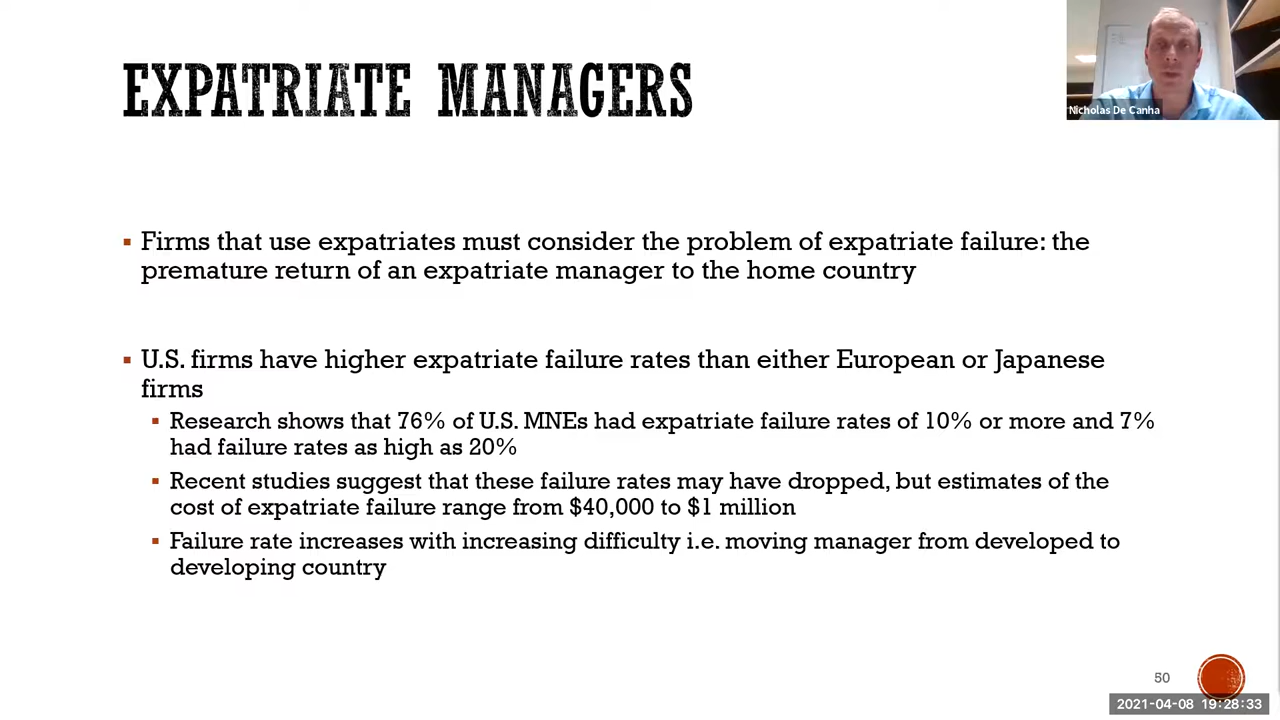 EXPATRIATE MANAGERS
Nicholas De Canha
▪ Firms that use expatriates must consider the problem of expatriate failure: the
premature return of an expatriate manager to the home country
▪ U.S. firms have higher expatriate failure rates than either European or Japanese
firms
▪ Research shows that 76% of U.S. MNEs had expatriate failure rates of 10% or more and 7%
had failure rates as high as 20%
▪ Recent studies suggest that these failure rates may have dropped, but estimates of the
cost of expatriate failure range from $40,000 to $1 million
▪ Failure rate increases with increasing difficulty i.e. moving manager from developed to
developing country
50
2021-04-08 19:28:33